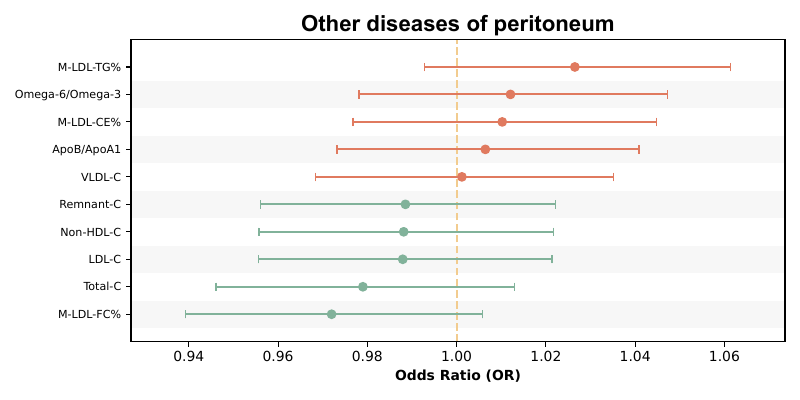 Other diseases of peritoneum
M-LDL-TG%
Omega-6/Omega-3
M-LDL-CE%
ApoB/ApoA1
VLDL-C
Remnant-C
Non-HDL-C
LDL-C
Total-C
M-LDL-FC%
0.94 0.96 0.98 1.00 1.02 1.04 1.06
Odds Ratio (OR)